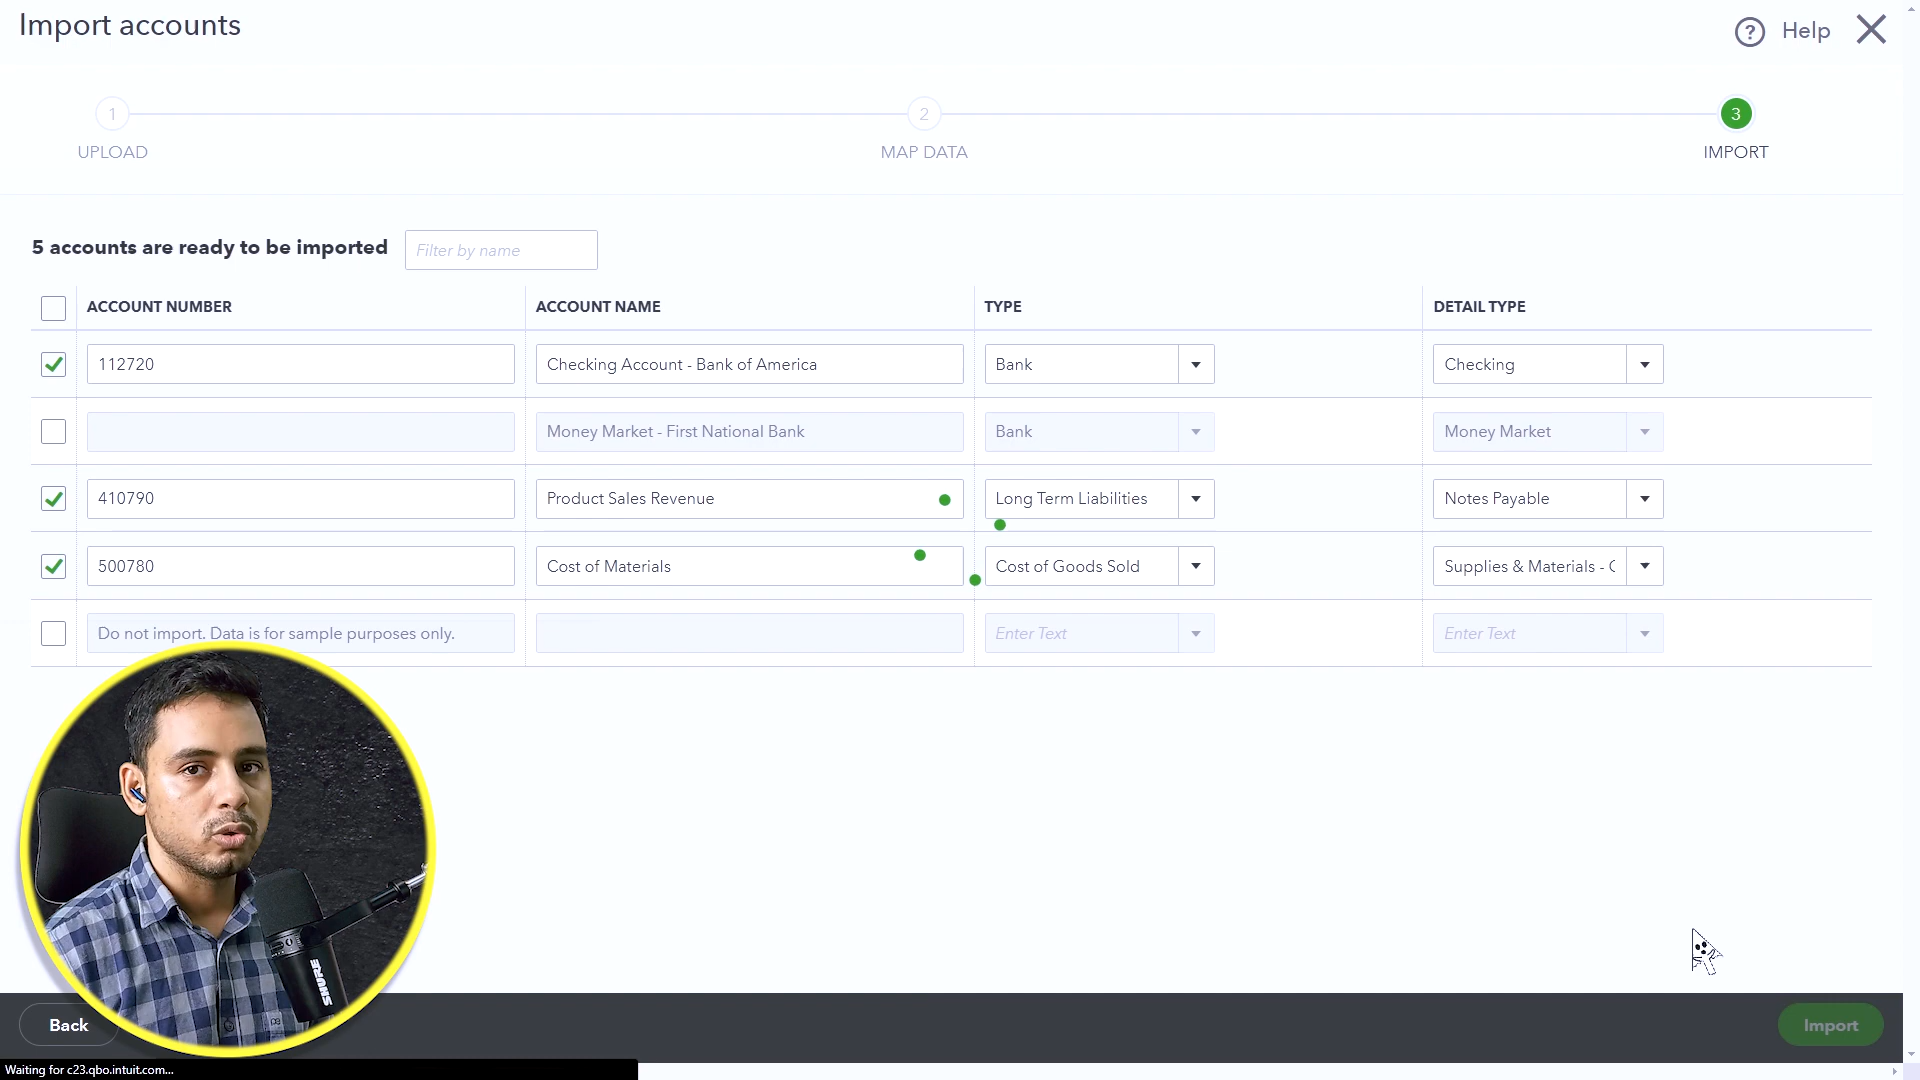 Import accounts
? Help
1
2
3
UPLOAD
MAP DATA
IMPORT
5 accounts are ready to be imported
Filter by name
ACCOUNT NUMBER
ACCOUNT NAME
TYPE
DETAIL TYPE
112720
Checking Account - Bank of America
Bank
Checking
Money Market - First National Bank
Bank
Money Market
410790
Product Sales Revenue
Long Term Liabilities
Notes Payable
500780
Cost of Materials
Cost of Goods Sold
Supplies & Materials - C
Do not import. Data is for sample purposes only.
Enter Text
Enter Text
SHURE
Back
Import
Waiting for c23.qbo.intuit.com...